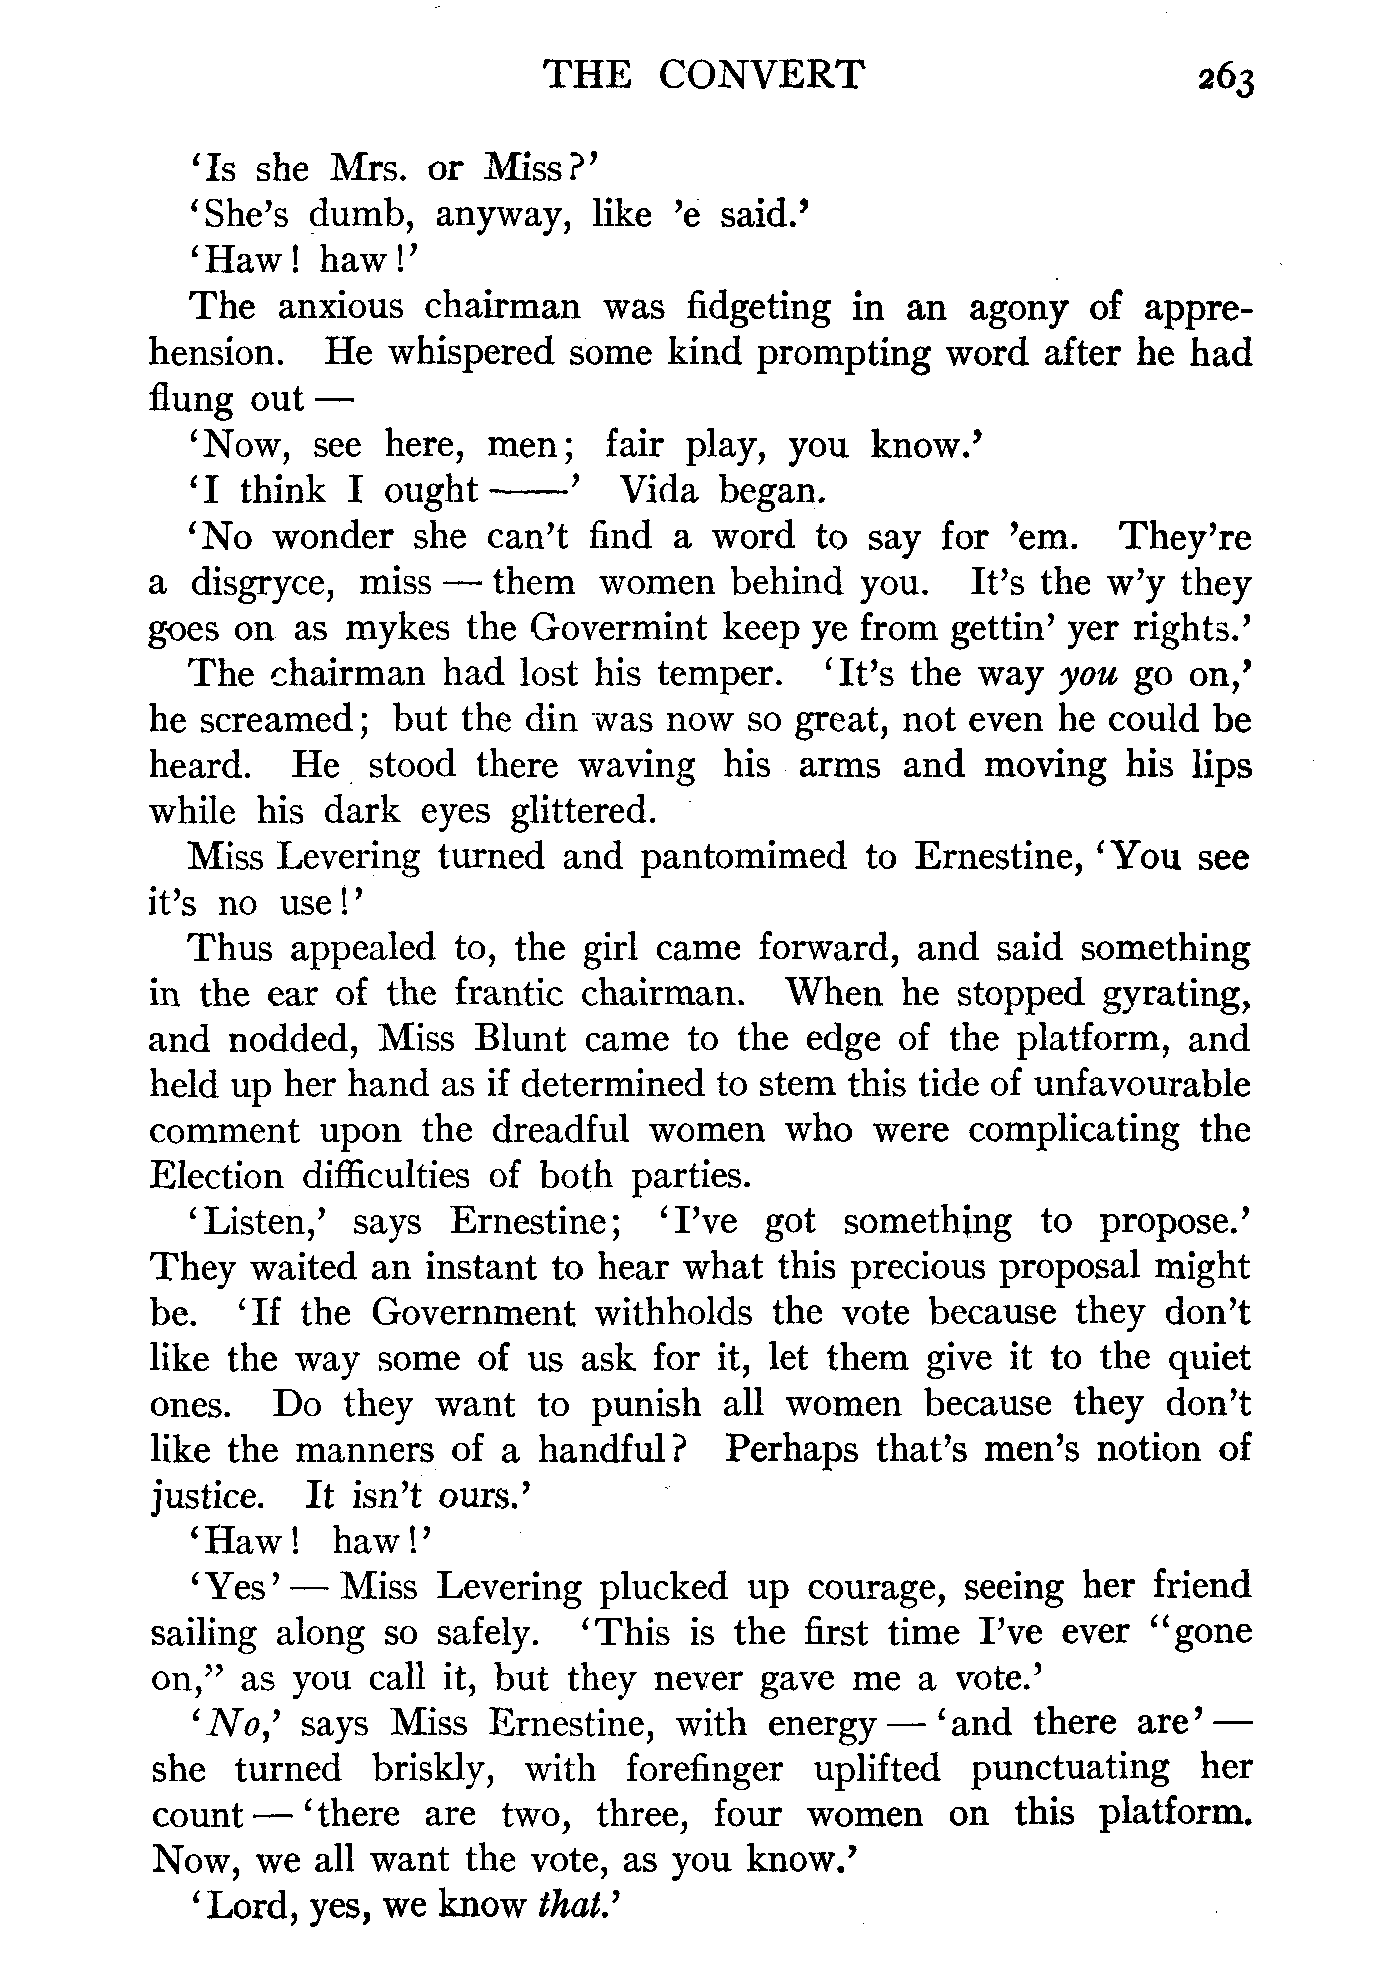 THE CONVERT 263
‘Is she Mrs. or Miss?’
‘She’s dumb, anyway, like ’e said.’
‘Haw! haw!’
The anxious chairman was fidgeting in an agony of appre-
hension. He whispered some kind prompting word after he had
flung out —
‘Now, see here, men; fair play, you know.’
‘I think I ought ——’ Vida began.
‘No wonder she can’t find a word to say for ’em. They’re
a disgryce, miss — them women behind you. It’s the w’y they
goes on as mykes the Govermint keep ye from gettin’ yer rights.’
The chairman had lost his temper. ‘It’s the way you go on,’
he screamed; but the din was now so great, not even he could be
heard. He stood there waving his arms and moving his lips
while his dark eyes glittered.
Miss Levering turned and pantomimed to Ernestine, ‘You see
it’s no use!’
Thus appealed to, the girl came forward, and said something
in the ear of the frantic chairman. When he stopped gyrating,
and nodded, Miss Blunt came to the edge of the platform, and
held up her hand as if determined to stem this tide of unfavourable
comment upon the dreadful women who were complicating the
Election difficulties of both parties.
‘Listen,’ says Ernestine; ‘I’ve got something to propose.’
They waited an instant to hear what this precious proposal might
be. ‘If the Government withholds the vote because they don’t
like the way some of us ask for it, let them give it to the quiet
ones. Do they want to punish all women because they don’t
like the manners of a handful? Perhaps that’s men’s notion of
justice. It isn’t ours.’
‘Haw! haw!’
‘Yes’ — Miss Levering plucked up courage, seeing her friend
sailing along so safely. ‘This is the first time I’ve ever “gone
on,” as you call it, but they never gave me a vote.’
‘No,’ says Miss Ernestine, with energy — ‘and there are’ —
she turned briskly, with forefinger uplifted punctuating her
count — ‘there are two, three, four women on this platform.
Now, we all want the vote, as you know.’
‘Lord, yes, we know that.’